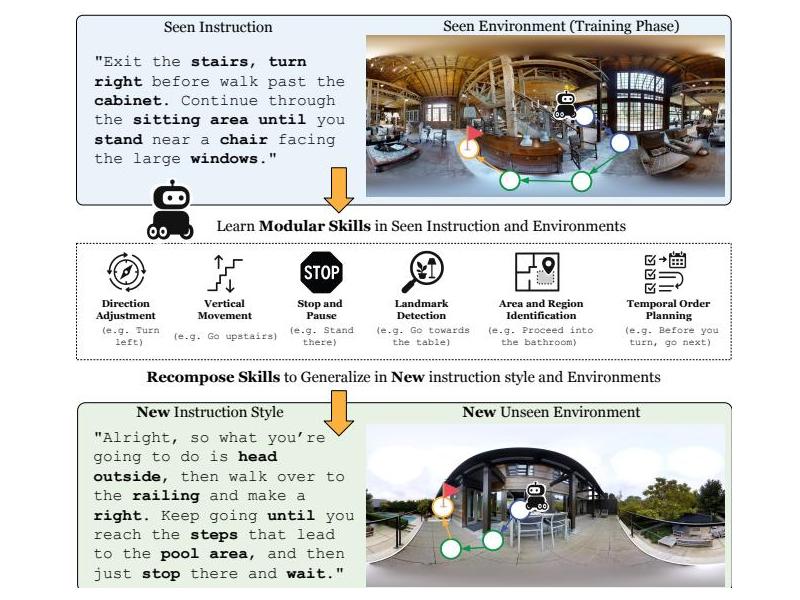 Seen Instruction
Seen Environment (Training Phase)
"Exit the stairs, turn
right before walk past the
cabinet. Continue through
the sitting area until you
stand near a chair facing
the large windows."
Learn Modular Skills in Seen Instruction and Environments
STOP
Direction
Adjustment
(e.g. Turn
left)
Vertical
Movement
(e.g. Go upstairs)
Stop and
Pause
(e.g. Stand
there)
Landmark
Detection
(e.g. Go towards
the table)
Area and Region
Identification
(e.g. Proceed into
the bathroom)
Temporal Order
Planning
(e.g. Before you
turn, go next)
Recompose Skills to Generalize in New instruction style and Environments
New Instruction Style
New Unseen Environment
"Alright, so what you're
going to do is head
outside, then walk over to
the railing and make a
right. Keep going until you
reach the steps that lead
to the pool area, and then
just stop there and wait."